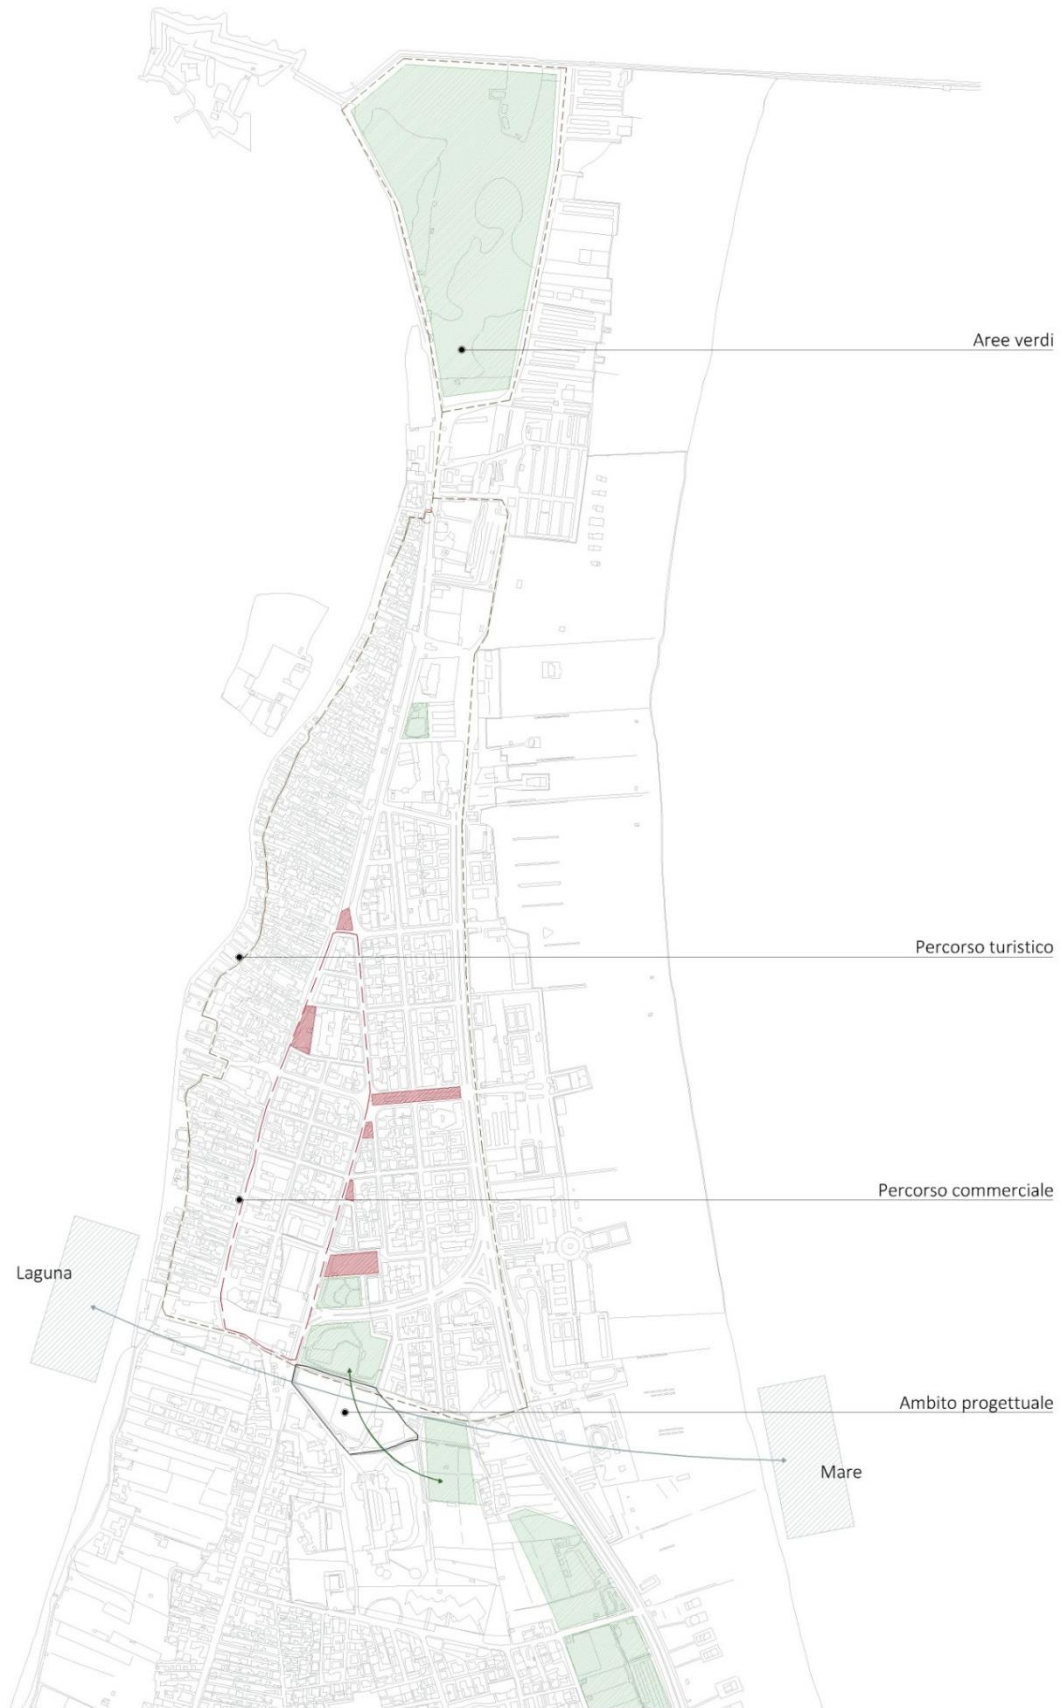 Aree verdi
Percorso turistico
Percorso commerciale
Laguna
Ambito progettuale
Mare